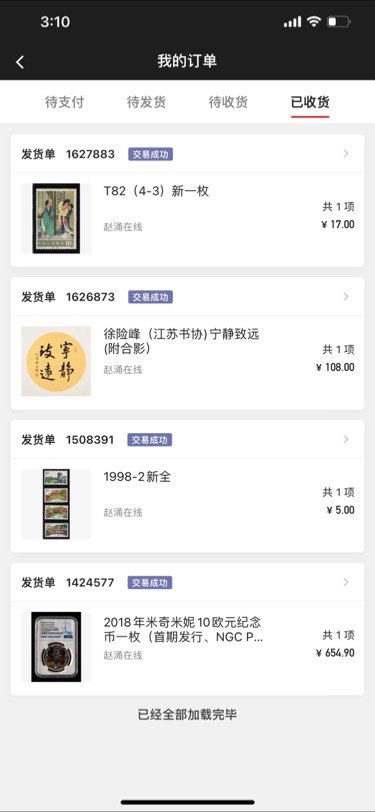 3:10
我的订单
待支付 待发货 待收货 已收货
发货单 1627883 交易成功
T82（4-3）新一枚
共 1 项
赵涌在线
¥ 17.00
发货单 1626873 交易成功
徐险峰（江苏书协) 宁静致远
(附合影）
共 1 项
赵涌在线
¥ 108.00
寧靜
致遠
发货单 1508391 交易成功
1998-2新全
共 1 项
赵涌在线
¥ 5.00
发货单 1424577 交易成功
2018年米奇米妮10欧元纪念
币一枚（首期发行、NGC P...
共 1 项
赵涌在线
¥ 654.90
已经全部加载完毕